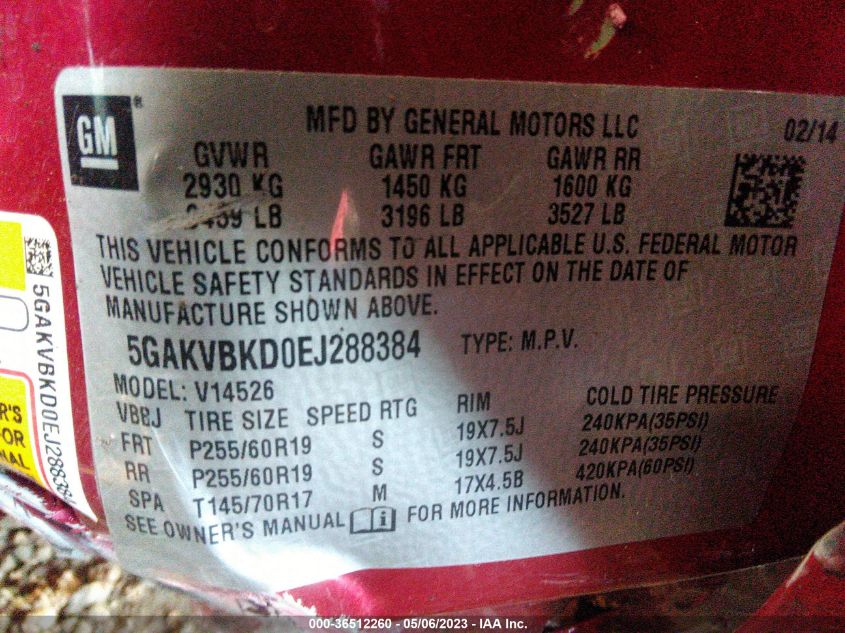 GM ®
MFD BY GENERAL MOTORS LLC 02/14
GVWR GAWR FRT GAWR RR
2930 KG 1450 KG 1600 KG
LB 3196 LB 3527 LB
THIS VEHICLE CONFORMS TO ALL APPLICABLE U.S. FEDERAL MOTOR
VEHICLE SAFETY STANDARDS IN EFFECT ON THE DATE OF
MANUFACTURE SHOWN ABOVE.
5GAKVBKD0EJ288384 TYPE: M.P.V.
MODEL: V14526
VBBJ TIRE SIZE SPEED RTG RIM COLD TIRE PRESSURE
FRT P255/60R19 S 19X7.5J 240KPA(35PSI)
RR P255/60R19 S 19X7.5J 240KPA(35PSI)
SPA T145/70R17 M 17X4.5B 420KPA(60PSI)
SEE OWNER'S MANUAL i FOR MORE INFORMATION.
5GAKVBKD0EJ28838
R'S
FOR
NAL
000-36512260 - 05/06/2023 - IAA Inc.